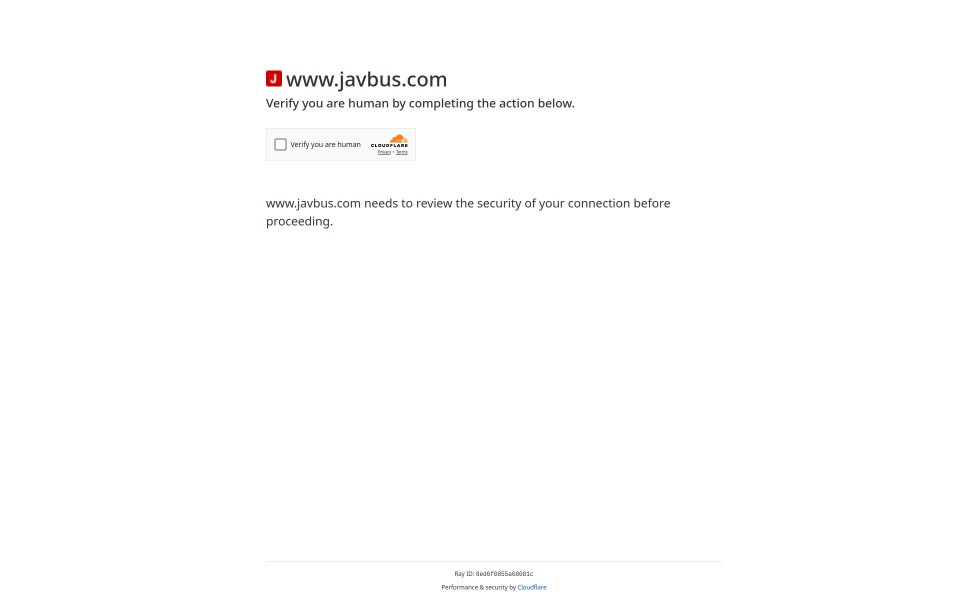 J www.javbus.com
Verify you are human by completing the action below.
Verify you are human
CLOUDFLARE
Privacy • Terms
www.javbus.com needs to review the security of your connection before
proceeding.
Ray ID: 8ed6f0855a68081c
Performance & security by Cloudflare